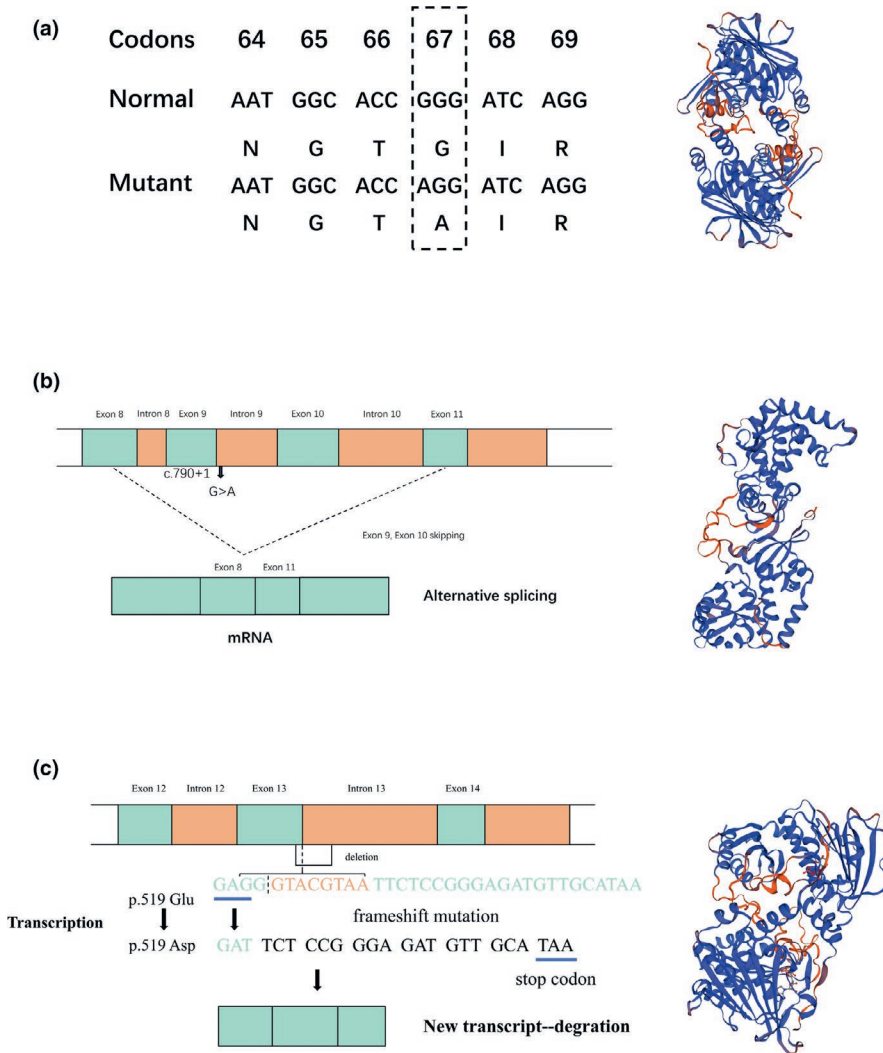 (a)
Codons 64 65 66 67 68 69
Normal AAT GGC ACC GGG ATC AGG
N G T G I R
Mutant AAT GGC ACC AGG ATC AGG
N G T A I R
(b)
Exon 8 Intron 8 Exon 9 Intron 9 Exon 10 Intron 10 Exon 11
c.790+1
G>A
Exon 9, Exon 10 skipping
Exon 8 Exon 11
Alternative splicing
mRNA
(c)
Exon 12 Intron 12 Exon 13 Intron 13 Exon 14
deletion
GAGG GTACGTAA TTCTCCGGGAGATGTTGCATAA
p.519 Glu
Transcription
frameshift mutation
p.519 Asp GAT TCT CCG GGA GAT GTT GCA TAA
stop codon
New transcript--degration